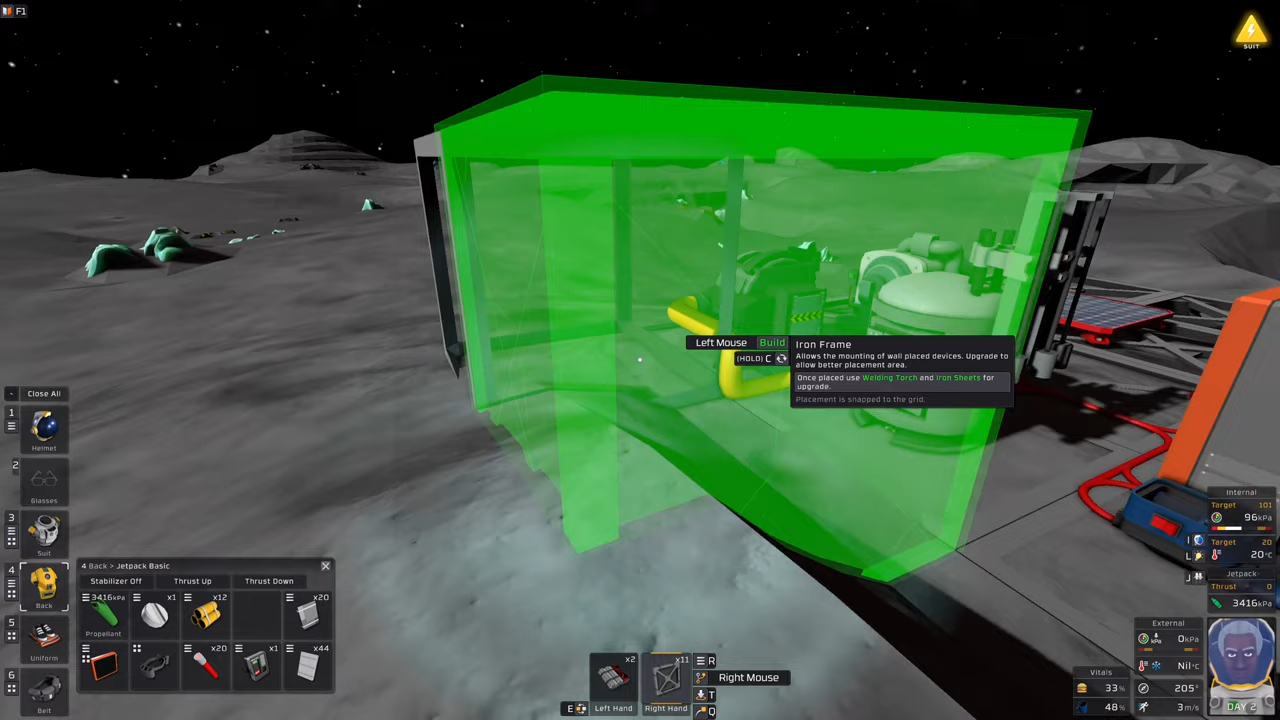 F1
SUIT
Left Mouse Build
(HOLD) C
Iron Frame
Allows the mounting of wall placed devices. Upgrade to
allow better placement area.
Once placed use Welding Torch and Iron Sheets for
upgrade.
Placement is snapped to the grid.
- Close All
1
Helmet
2
Glasses
3
Suit
4
Back
5
Uniform
6
Belt
4 Back > Jetpack Basic
Stabilizer Off Thrust Up Thrust Down
3416kPa x1 x12 x20
Propellant
x20 x1 x44
x2 x11 R
Right Mouse
T
E Left Hand Right Hand Q
Internal
Target 101
96kPa
I Target 20
L 20°C
Jetpack
J Thrust 0
3416kPa
External
0kPa
Nil°C
Vitals
33% 205°
48% 3m/s
DAY 2